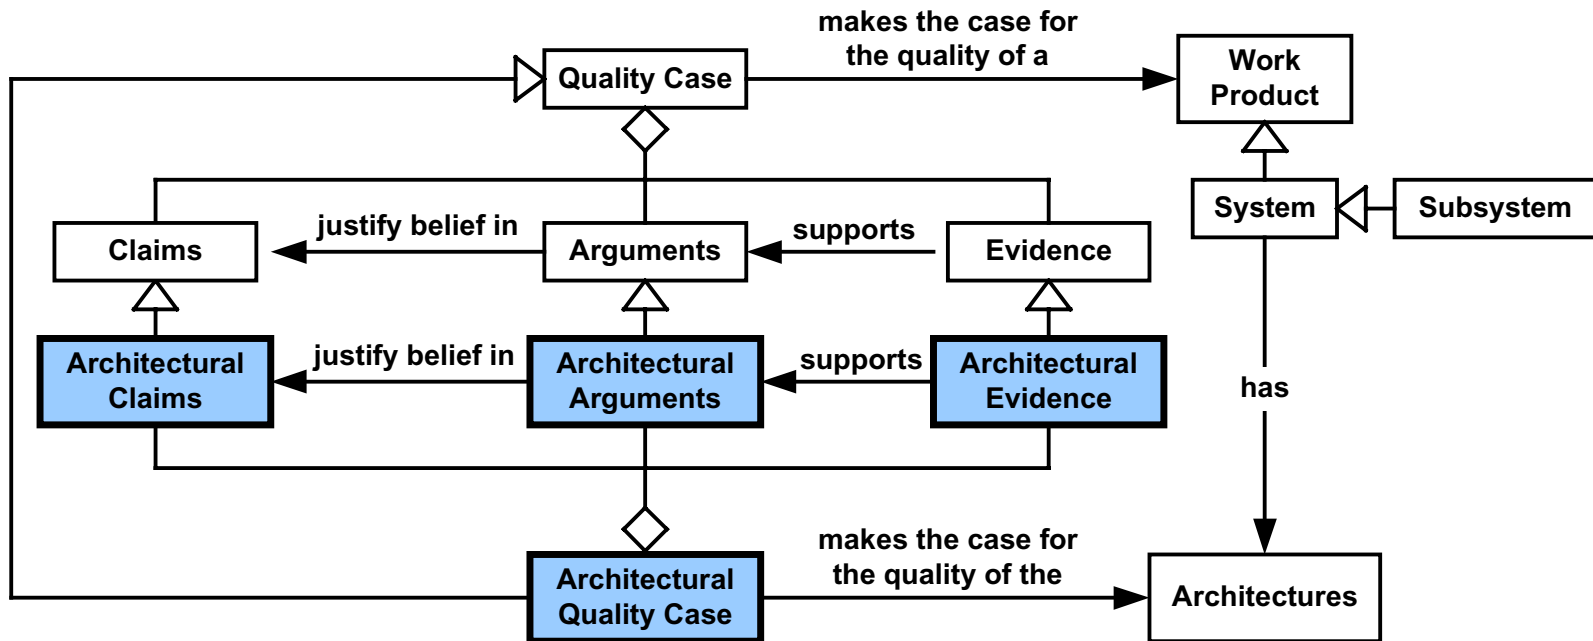 makes the case for
the quality of a
Quality Case
Work
Product
System
Subsystem
Claims
justify belief in
Arguments
supports
Evidence
Architectural
Claims
justify belief in
Architectural
Arguments
supports
Architectural
Evidence
has
Architectural
Quality Case
makes the case for
the quality of the
Architectures